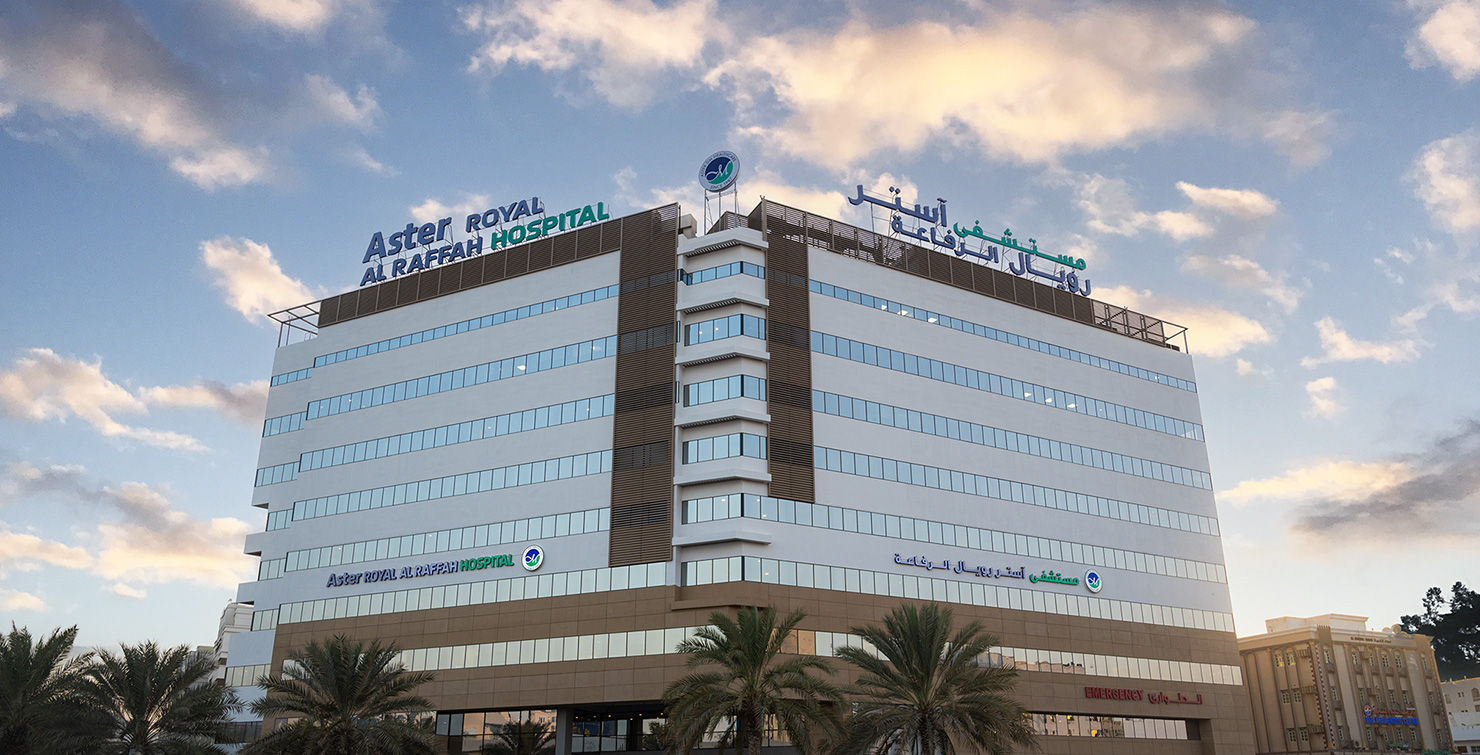 Aster ROYAL
AL RAFFAH HOSPITAL
مستشفى آستر
رويال الرفاعة
Aster ROYAL AL RAFFAH HOSPITAL
مستشفى آستر رويال الرفاعة
EMERGENCY الطوارئ